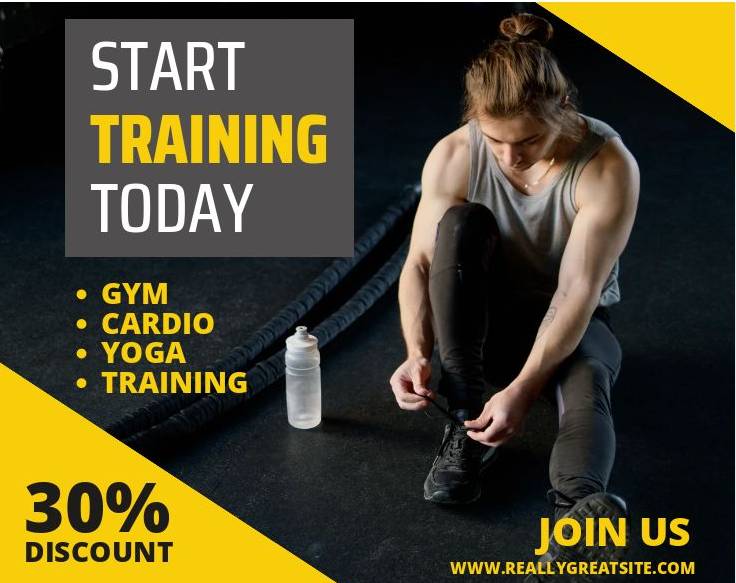 START
TRAINING
TODAY
• GYM
• CARDIO
• YOGA
• TRAINING
30%
DISCOUNT
JOIN US
WWW.REALLYGREATSITE.COM